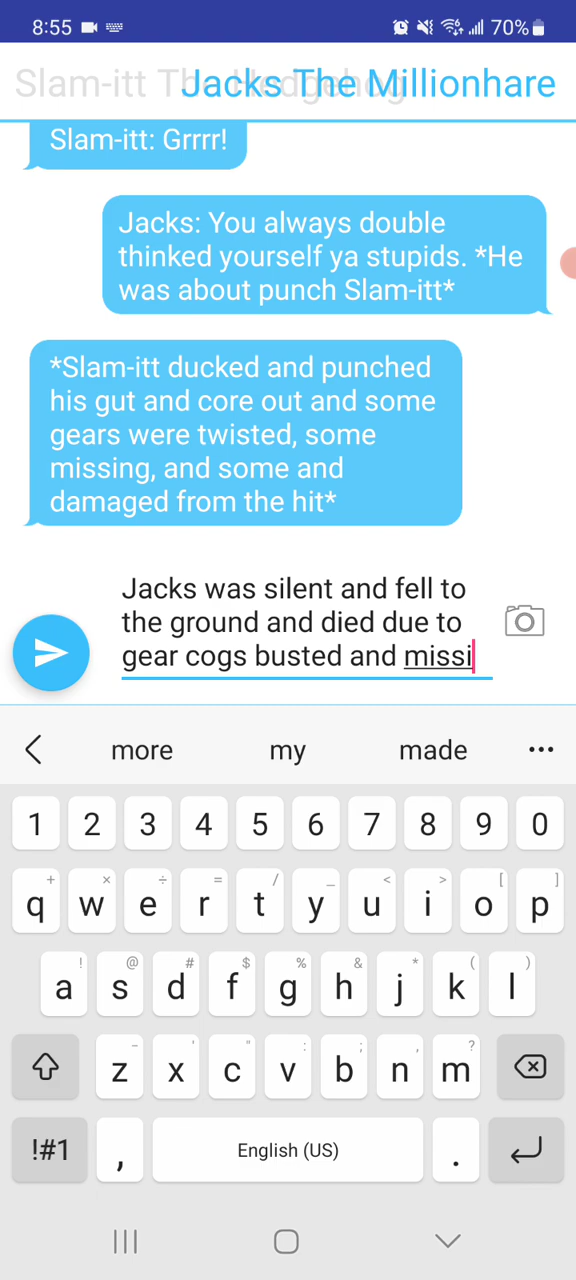 8:55 70%
Slam-itt The Hedgehog
Jacks The Millionhare
Slam-itt: Grrrr!
Jacks: You always double
thinked yourself ya stupids. *He
was about punch Slam-itt*
*Slam-itt ducked and punched
his gut and core out and some
gears were twisted, some
missing, and some and
damaged from the hit*
Jacks was silent and fell to
the ground and died due to
gear cogs busted and missi
more my made
1 2 3 4 5 6 7 8 9 0
+ × ÷ = / _ < > [ ]
q w e r t y u i o p
! @ # $ % & * ( )
a s d f g h j k l
- ' " : ; , ?
z x c v b n m
!#1 , English (US) .